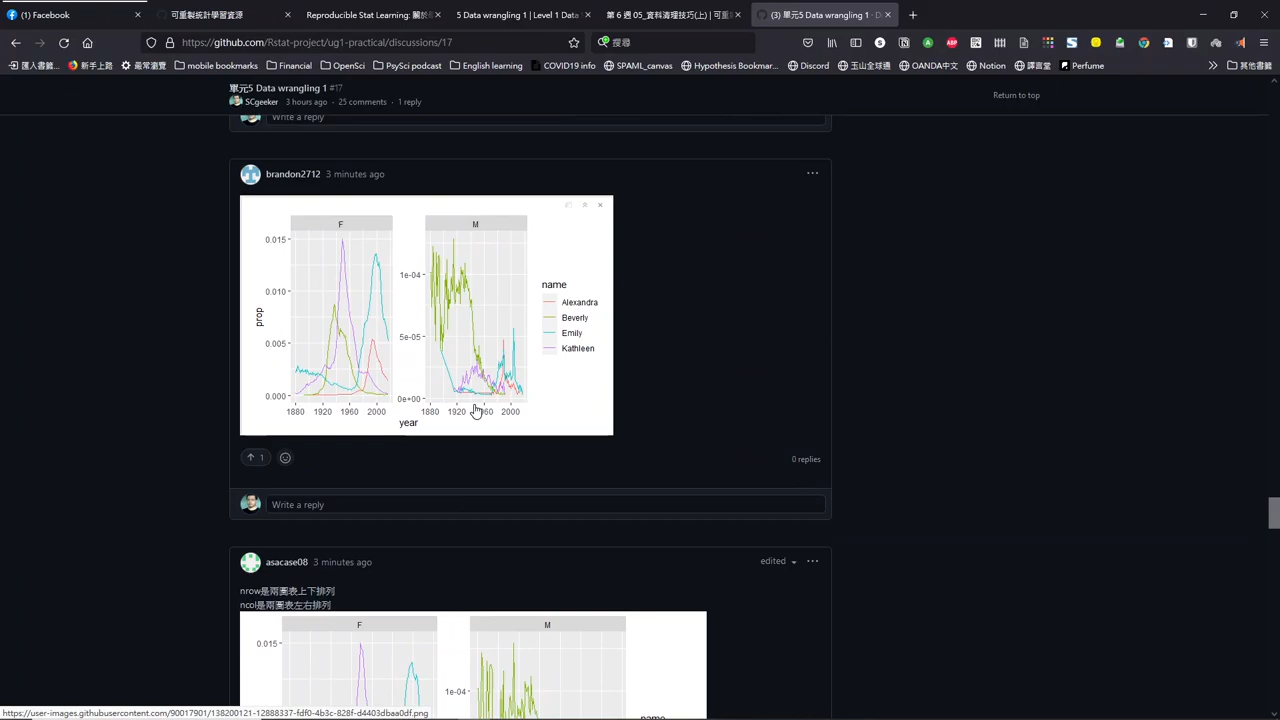 (1) Facebook
可重製統計學習資源
Reproducible Stat Learning: 關於
5 Data wrangling 1 | Level 1 Data
第 6 週 05_資料清理技巧(上) | 可重
(3) 單元5 Data wrangling 1 · D
https://github.com/Rstat-project/ug1-practical/discussions/17
搜尋
匯入書籤...
新手上路
最常瀏覽
mobile bookmarks
Financial
OpenSci
PsySci podcast
English learning
COVID19 info
SPAML_canvas
Hypothesis Bookmar...
Discord
玉山全球通
OANDA中文
Notion
譯言堂
Perfume
其他書籤
單元5 Data wrangling 1 #17
SCgeeker 3 hours ago · 25 comments · 1 reply
Return to top
Write a reply
brandon2712 3 minutes ago
F
M
0.015
0.010
0.005
0.000
prop
1e-04
5e-05
0e+00
1880 1920 1960 2000
1880 1920 1960 2000
year
name
Alexandra
Beverly
Emily
Kathleen
1
0 replies
Write a reply
asacase08 3 minutes ago
edited
nrow是兩圖表上下排列
ncol是兩圖表左右排列
F
M
0.015
1e-04
name
https://user-images.githubusercontent.com/90017901/138200121-12888337-fdf0-4b3c-828f-d4403dbaa0df.png